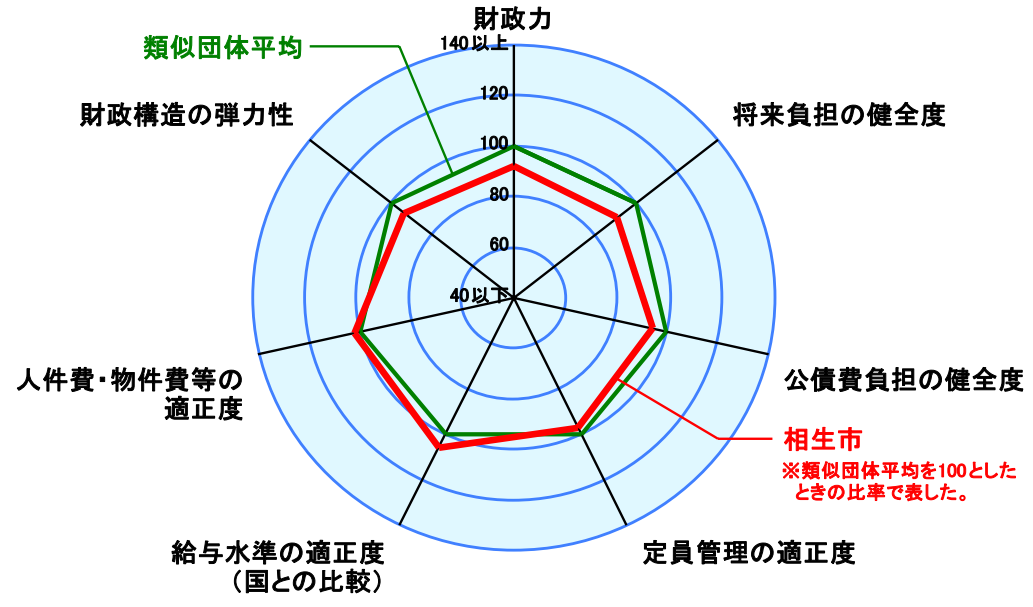 財政力
140以上
類似団体平均
120
財政構造の弾力性
将来負担の健全度
100
80
60
40以下
人件費・物件費等の
適正度
公債費負担の健全度
相生市
※類似団体平均を100とした
ときの比率で表した。
給与水準の適正度
（国との比較）
定員管理の適正度